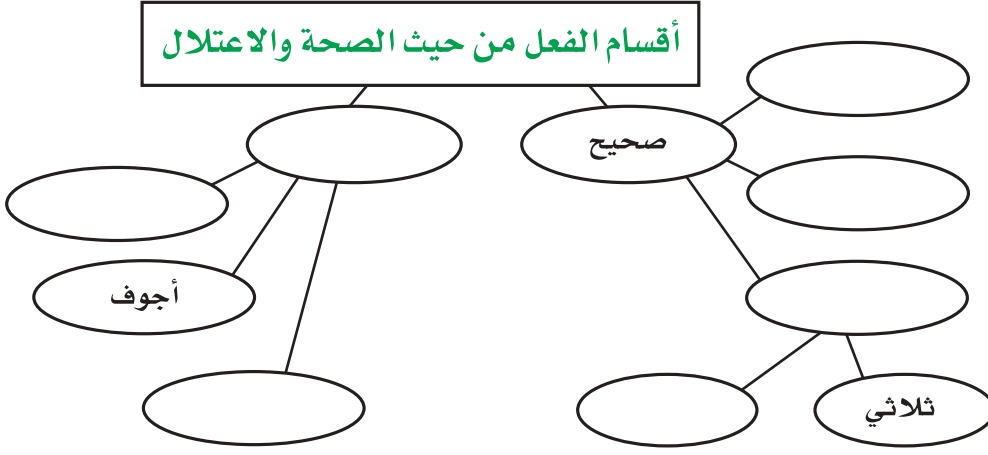 أقسام الفعل من حيث الصحة والاعتلال
صحيح
أجوف
ثلاثي